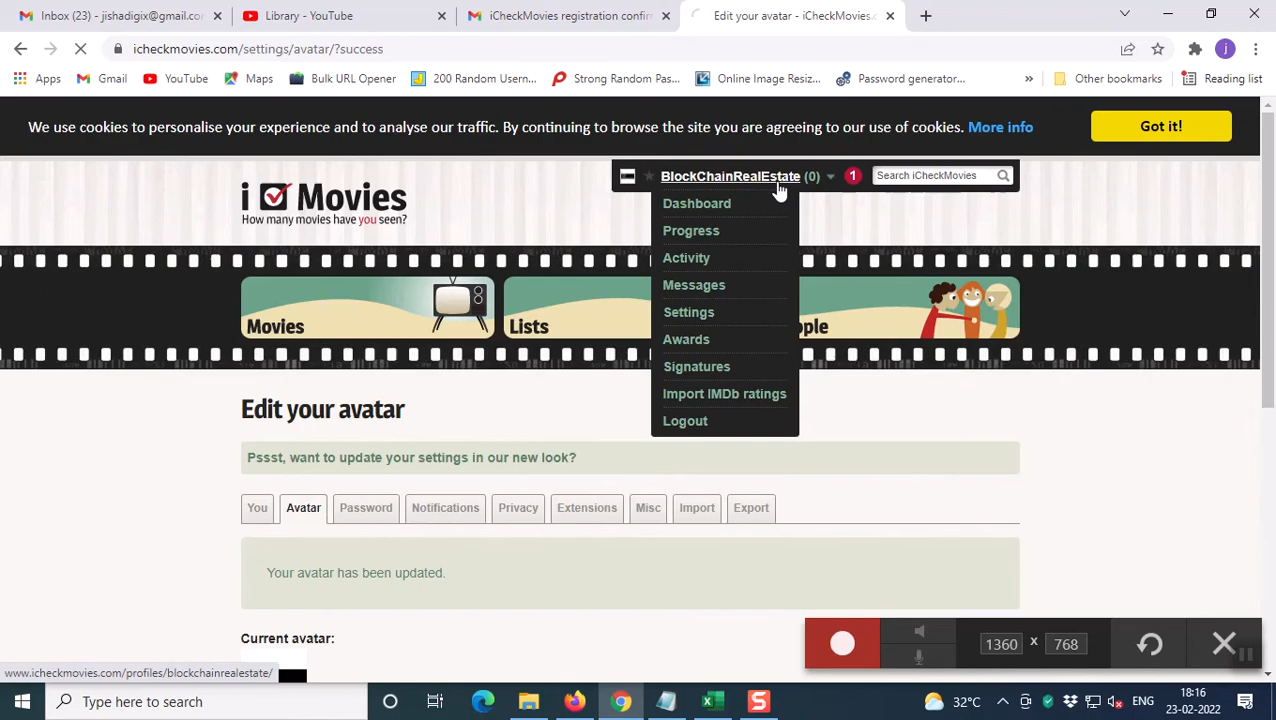 Inbox (23) - jishadigix@gmail.co
Library - YouTube
iCheckMovies registration confir
Edit your avatar - iCheckMovies.c
icheckmovies.com/settings/avatar/?success
j
Apps
Gmail
YouTube
Maps
Bulk URL Opener
200 Random Usern...
Strong Random Pas...
Online Image Resiz...
Password generator...
»
Other bookmarks
Reading list
We use cookies to personalise your experience and to analyse our traffic. By continuing to browse the site you are agreeing to our use of cookies. More info
Got it!
BlockChainRealEstate (0)
1
Search iCheckMovies
i Movies
How many movies have you seen?
Dashboard
Progress
Activity
Messages
Settings
Awards
Signatures
Import IMDb ratings
Logout
Movies
Lists
ople
Edit your avatar
Pssst, want to update your settings in our new look?
You
Avatar
Password
Notifications
Privacy
Extensions
Misc
Import
Export
Your avatar has been updated.
Current avatar:
1360 x 768
www.icheckmovies.com/profiles/blockchainrealestate/
Type here to search
32°C
ENG
18:16
23-02-2022